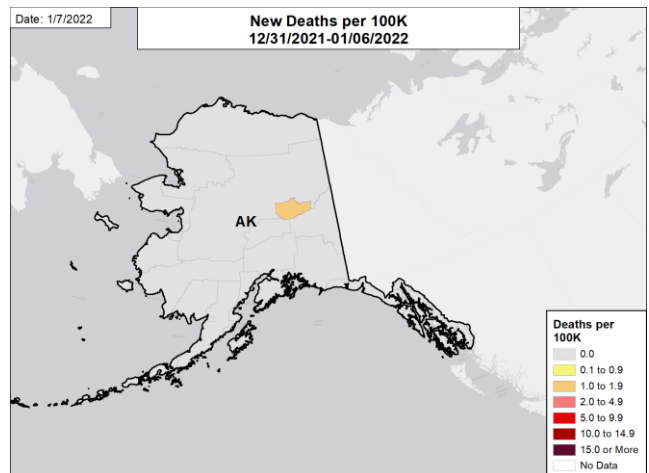 Date: 1/7/2022
New Deaths per 100K
12/31/2021-01/06/2022
AK
Deaths per
100K
0.0
0.1 to 0.9
1.0 to 1.9
2.0 to 4.9
5.0 to 9.9
10.0 to 14.9
15.0 or More
No Data